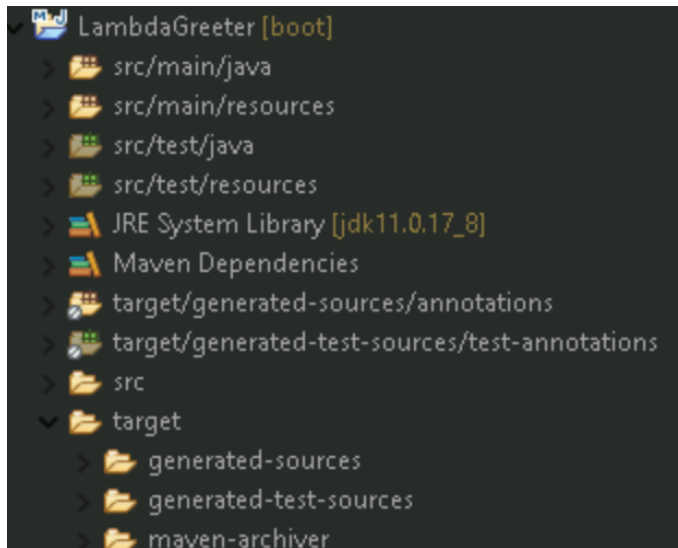 LambdaGreeter [boot]
src/main/java
src/main/resources
src/test/java
src/test/resources
JRE System Library [jdk11.0.17_8]
Maven Dependencies
target/generated-sources/annotations
target/generated-test-sources/test-annotations
src
target
generated-sources
generated-test-sources
maven-archiver